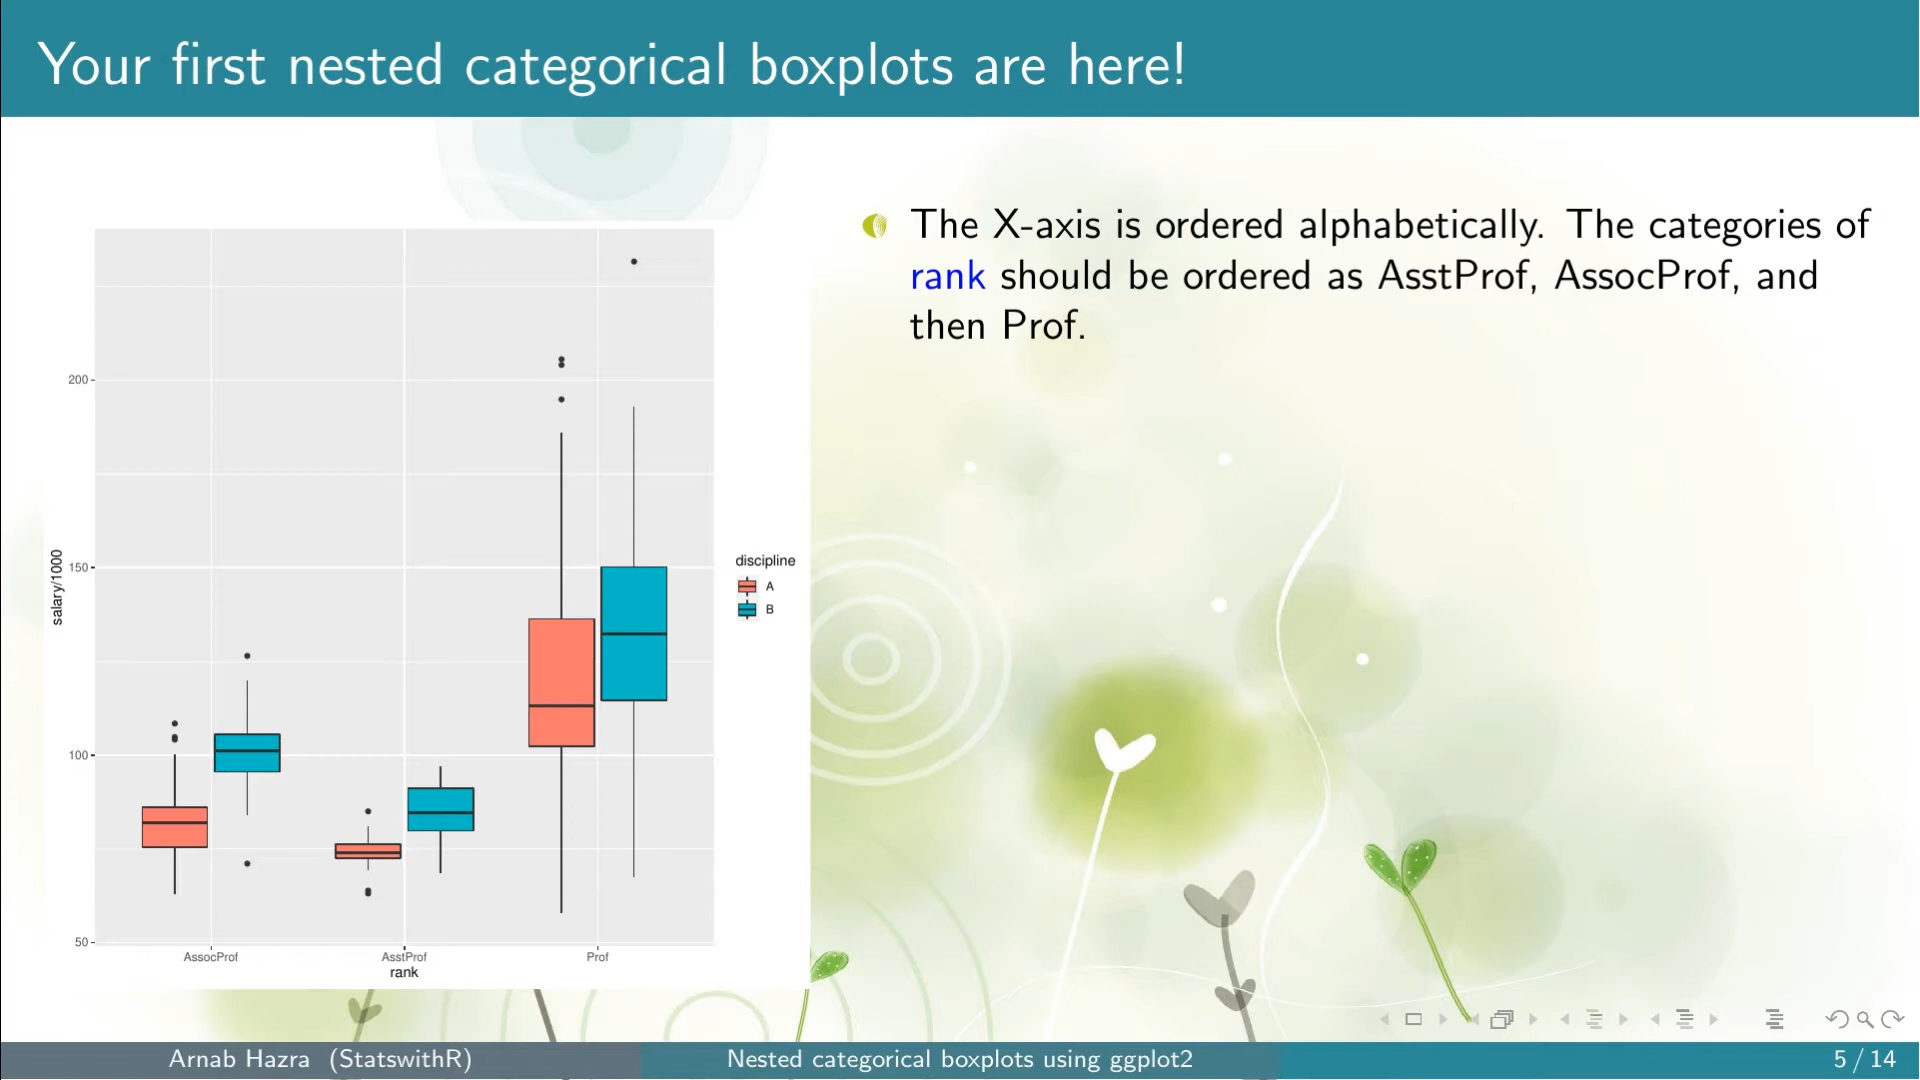 Your first nested categorical boxplots are here!
The X-axis is ordered alphabetically. The categories of
rank should be ordered as AsstProf, AssocProf, and
then Prof.
200
150
100
50
salary/1000
AssocProf
AsstProf
Prof
rank
discipline
A
B
Arnab Hazra (StatswithR)
Nested categorical boxplots using ggplot2
5 / 14